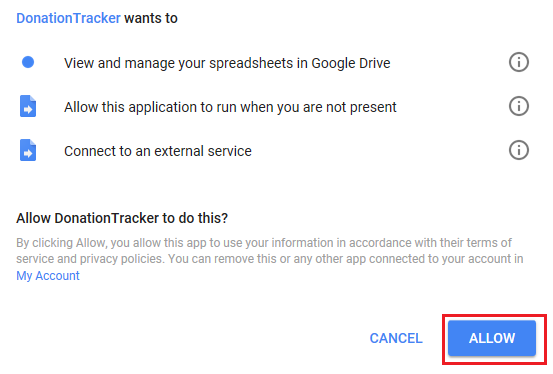 DonationTracker wants to
View and manage your spreadsheets in Google Drive
Allow this application to run when you are not present
Connect to an external service
Allow DonationTracker to do this?
By clicking Allow, you allow this app to use your information in accordance with their terms of
service and privacy policies. You can remove this or any other app connected to your account in
My Account
CANCEL ALLOW